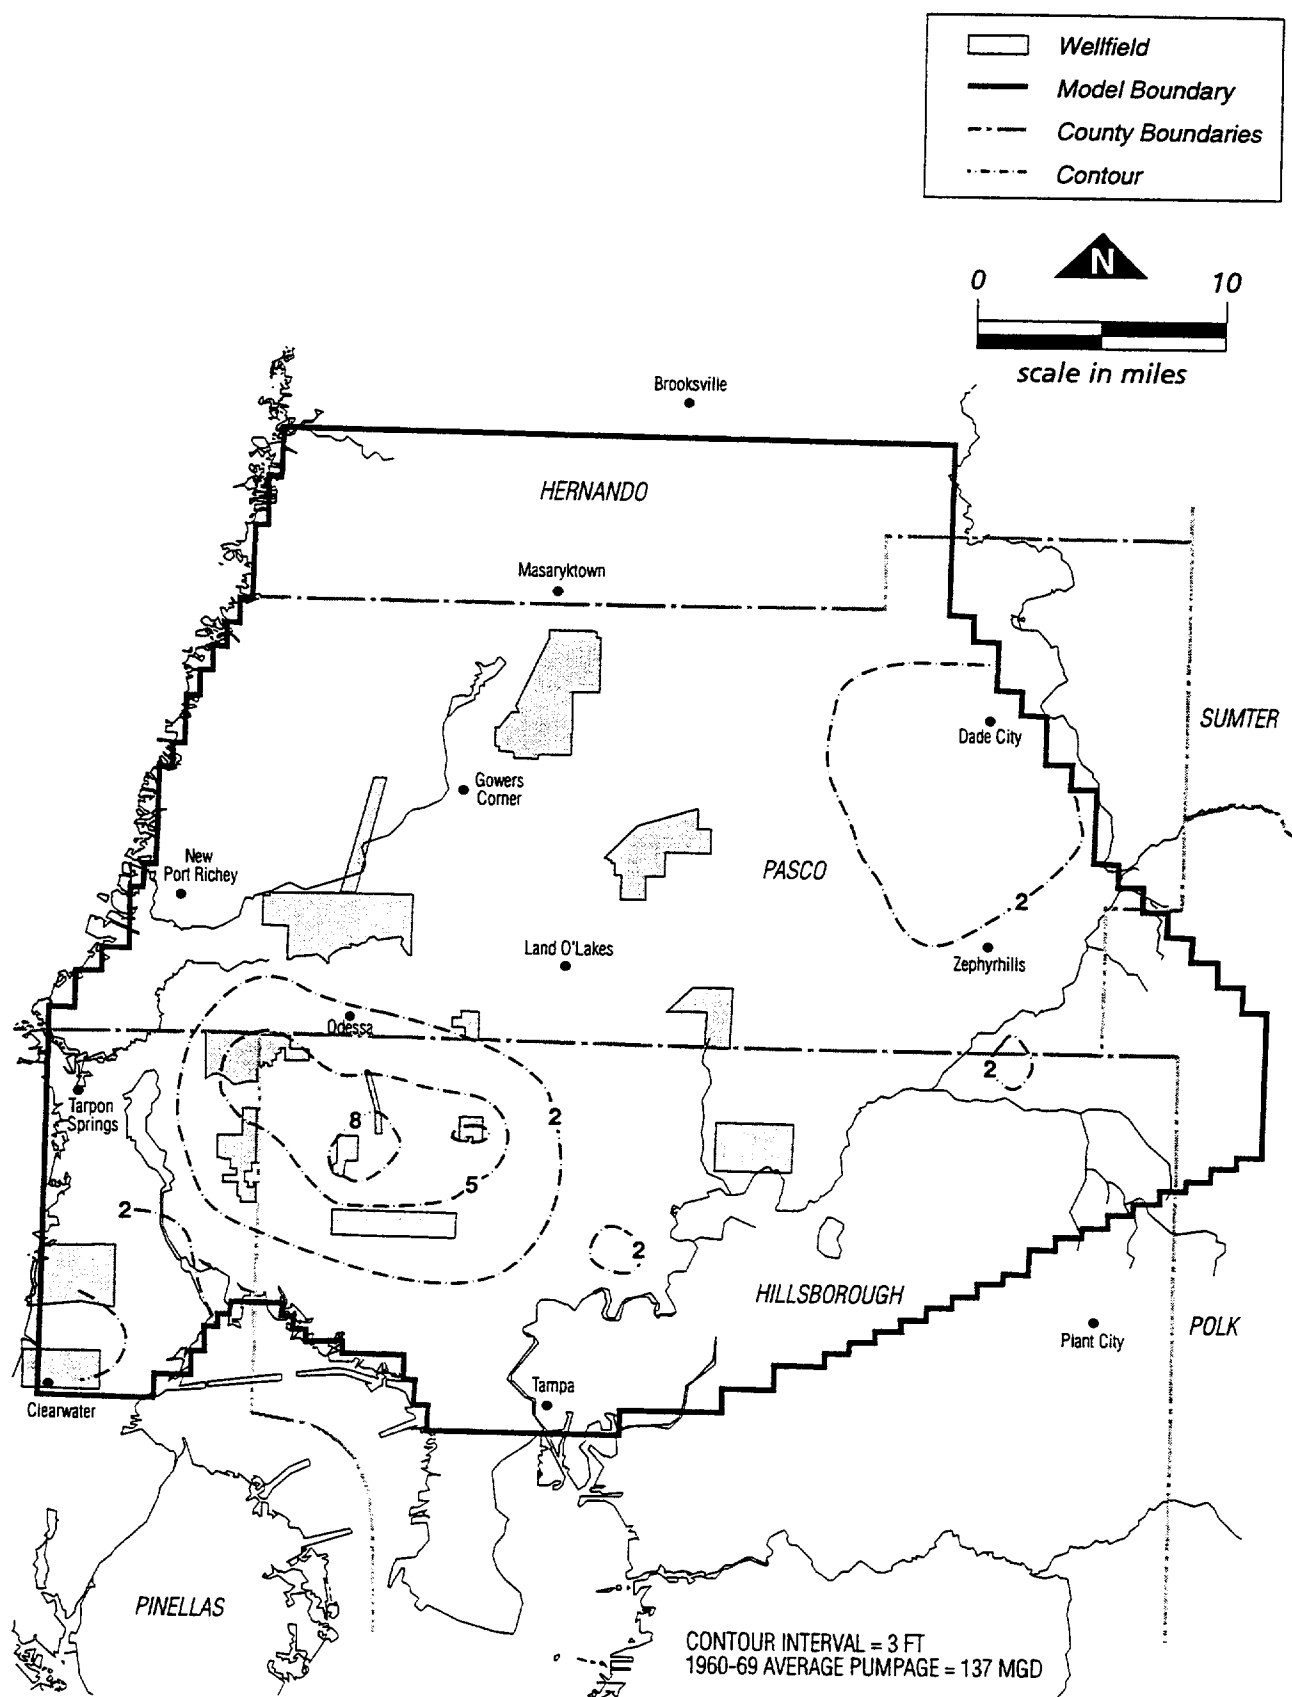 Wellfield
Model Boundary
County Boundaries
Contour
N
0 10
scale in miles
Brooksville
HERNANDO
Masaryktown
SUMTER
Dade City
Gowers
Corner
New
Port Richey
PASCO
2
Land O'Lakes
Zephyrhills
Odessa
2
Tarpon
Springs
8
2
5
2
2
HILLSBOROUGH
POLK
Plant City
Tampa
Clearwater
PINELLAS
CONTOUR INTERVAL = 3 FT
1960-69 AVERAGE PUMPAGE = 137 MGD